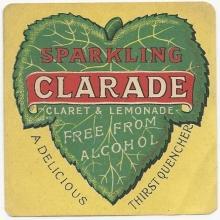 SPARKLING
CLARADE
CLARET & LEMONADE
FREE FROM
ALCOHOL
A DELICIOUS
THIRST QUENCHER